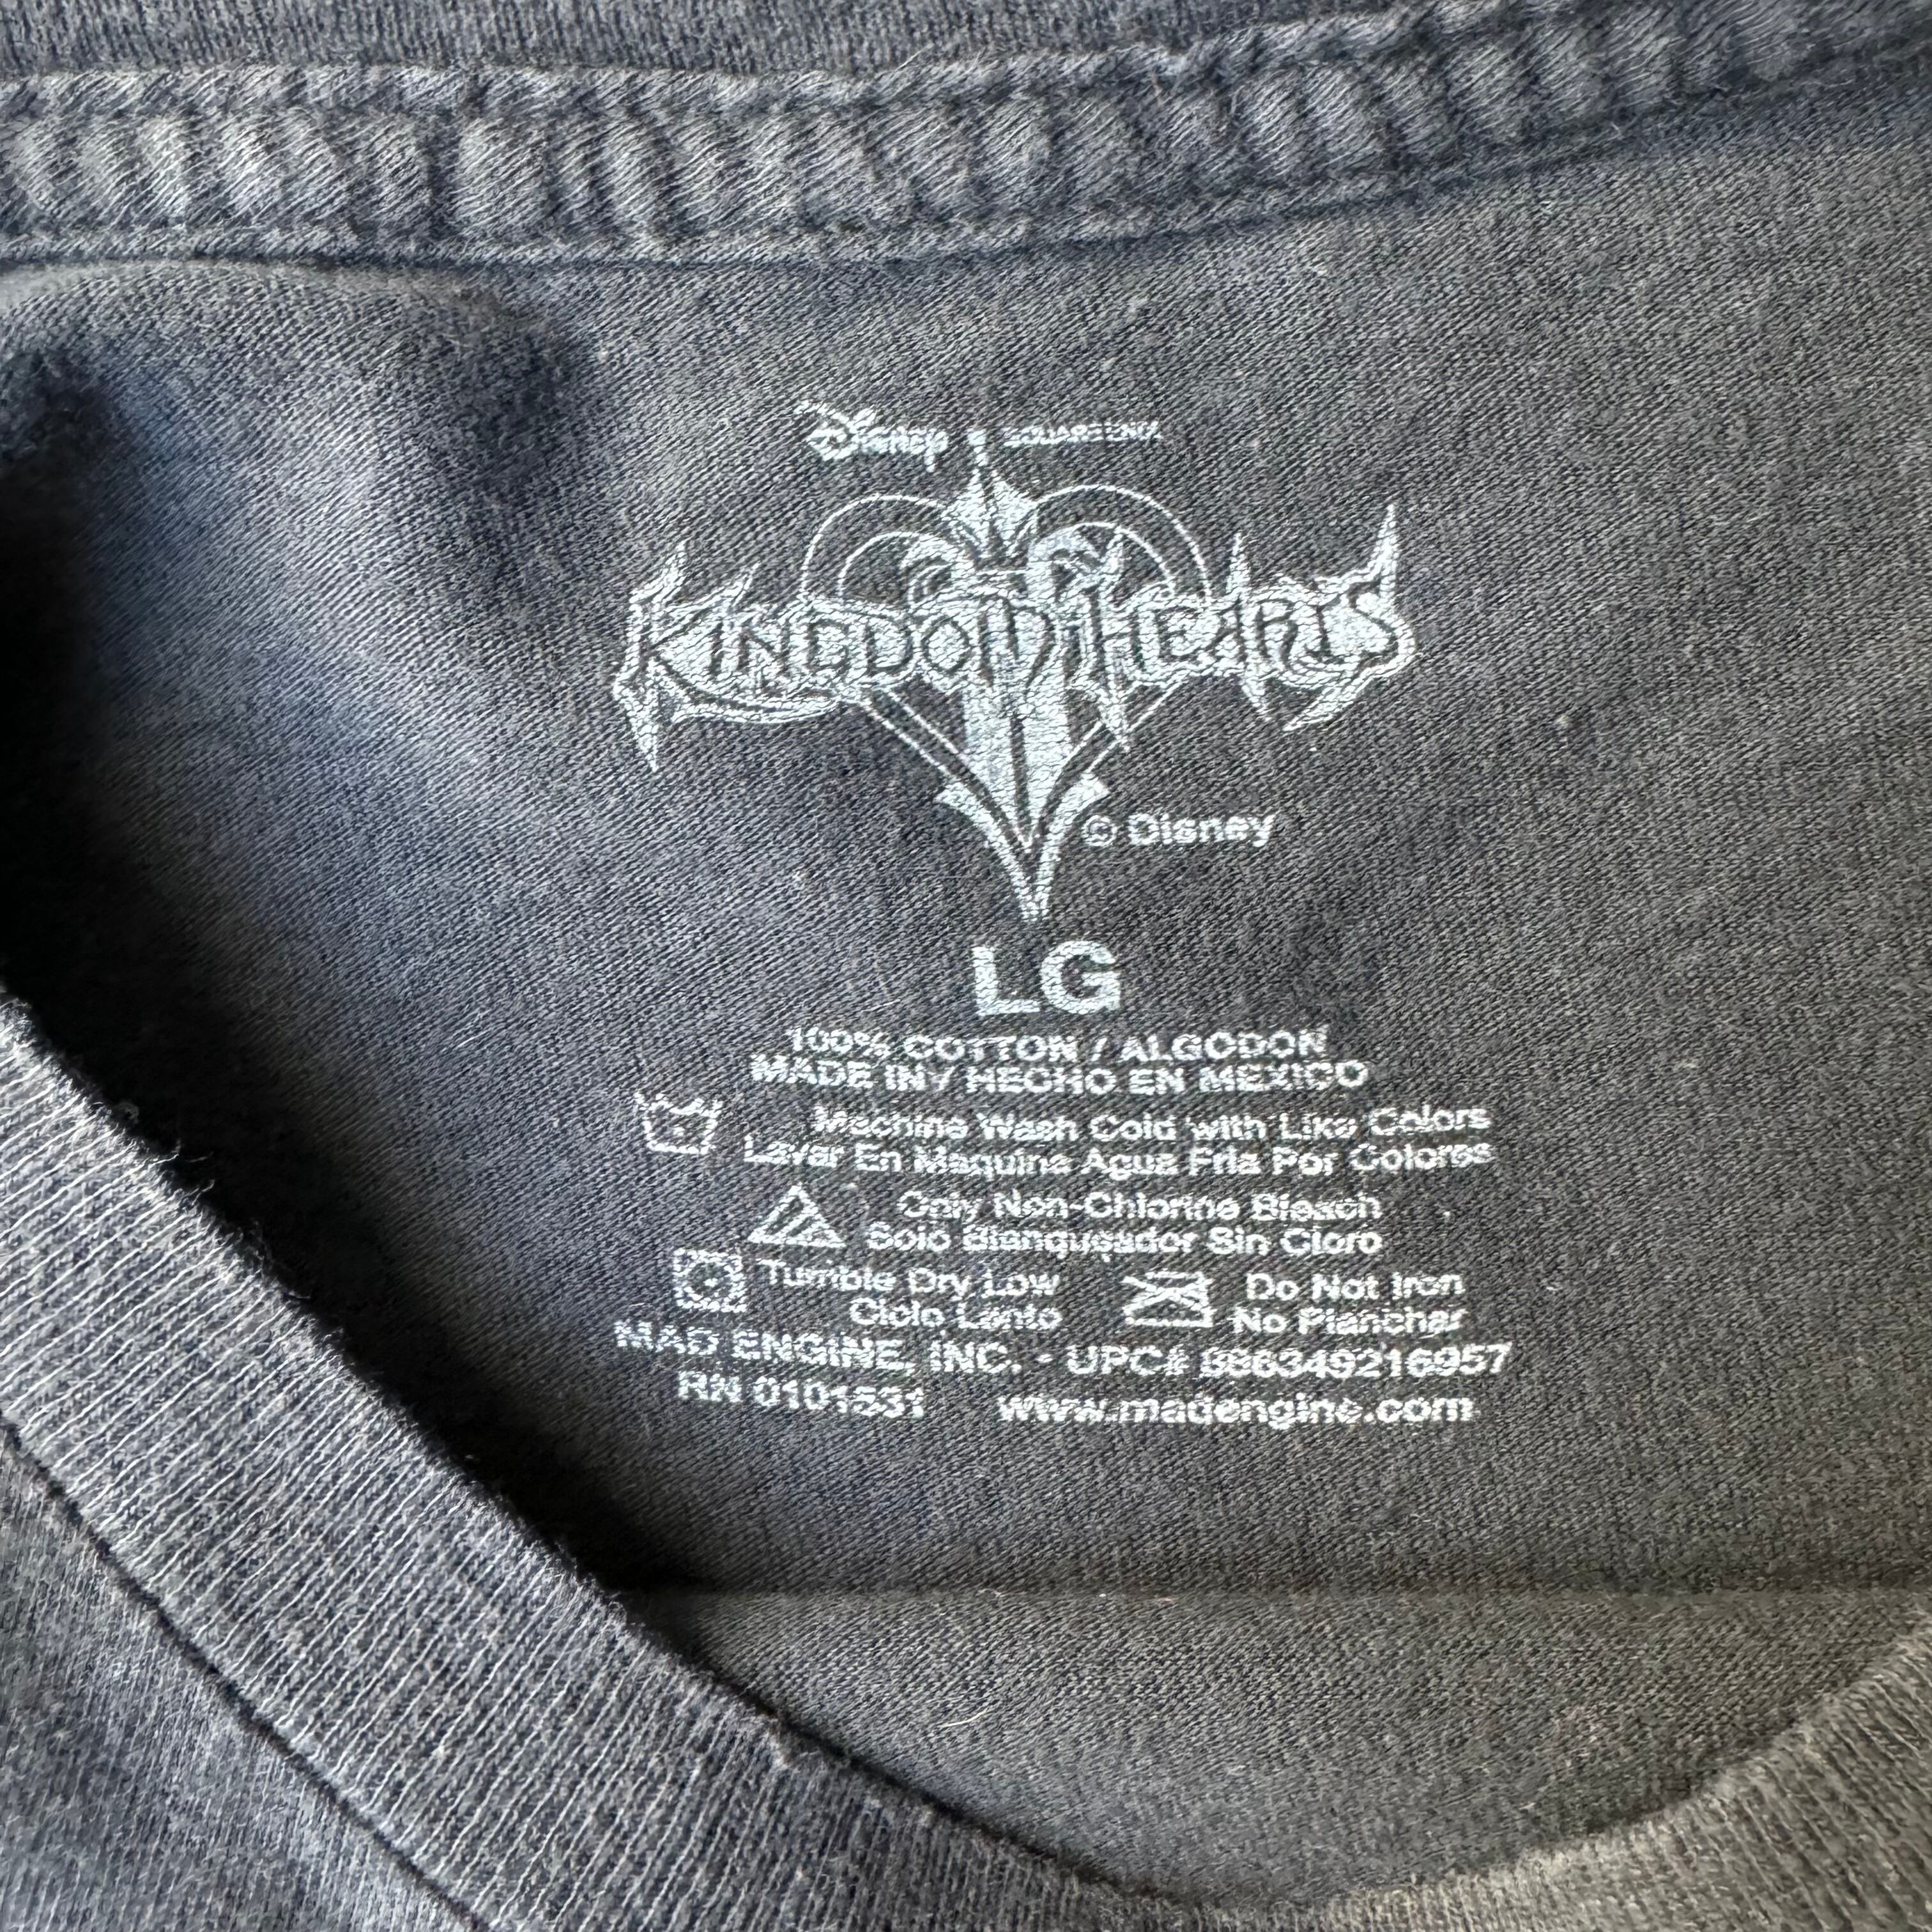 Disney SQUARE ENIX
KINGDOM HEARTS
© Disney
LG
100% COTTON / ALGODON
MADE IN / HECHO EN MEXICO
Machine Wash Cold with Like Colors
Lavar En Maquina Agua Fria Por Colores
Only Non-Chlorine Bleach
Solo Blanqueador Sin Cloro
Tumble Dry Low
Ciclo Lento
Do Not Iron
No Planchar
MAD ENGINE, INC. - UPC#
RN 0101531 www.madengine.com